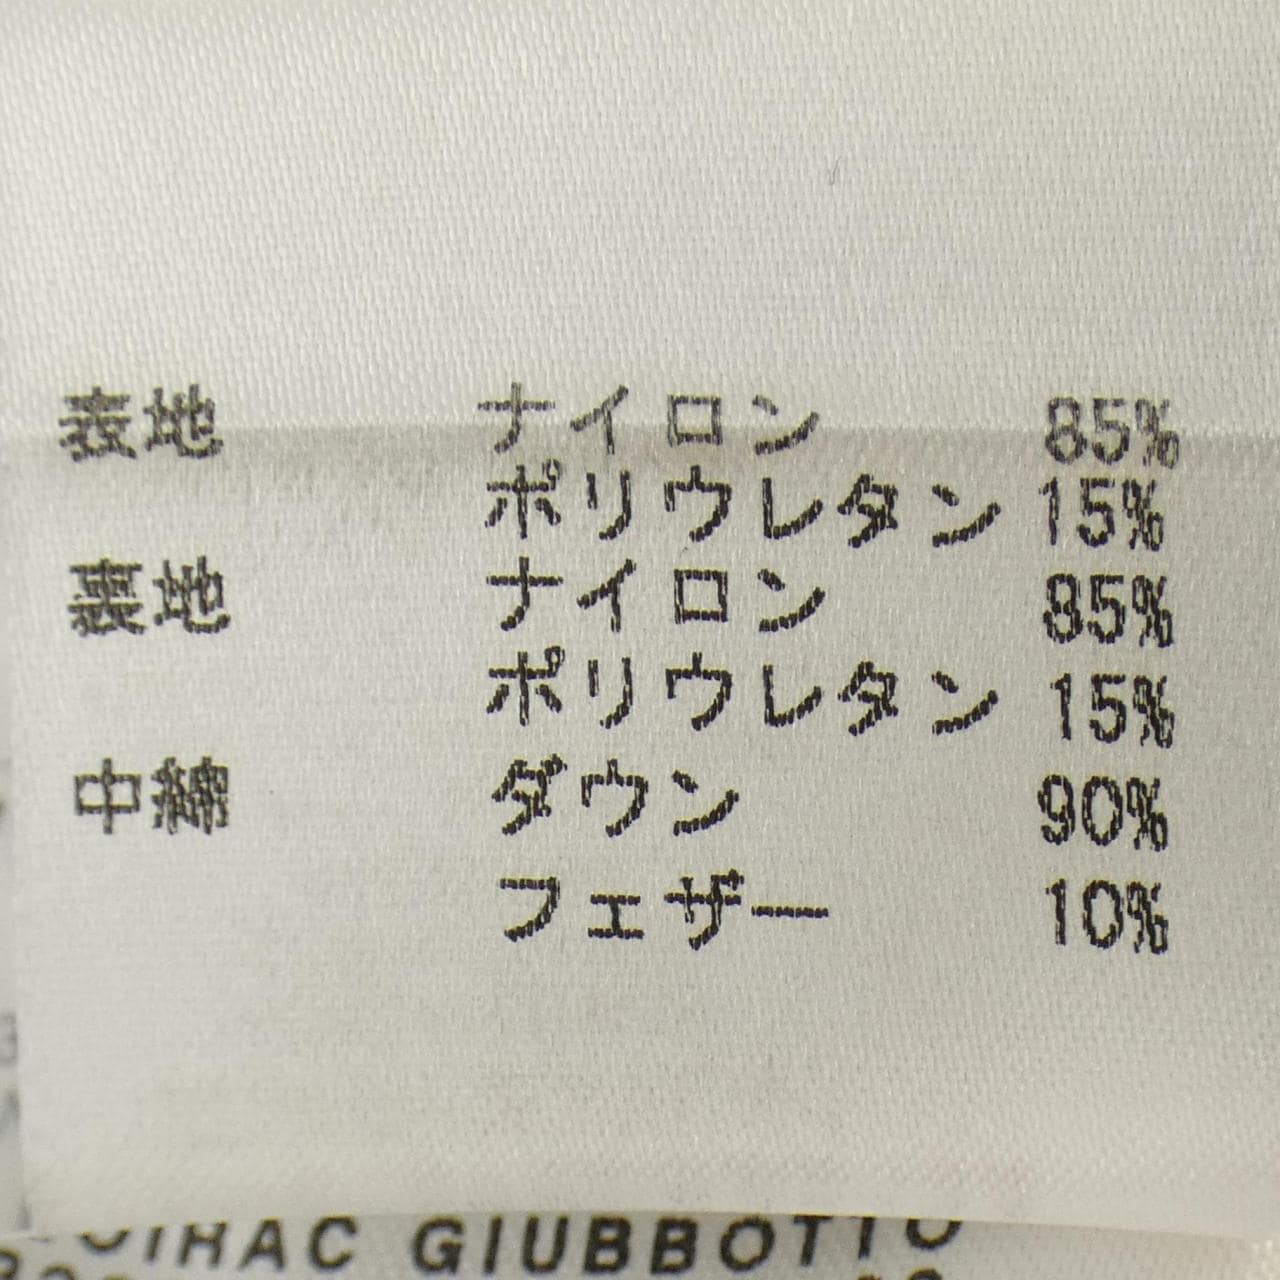 表地 ナイロン 85%
ポリウレタン 15%
裏地 ナイロン 85%
ポリウレタン 15%
中綿 ダウン 90%
フェザー 10%
GIUBBOTTO